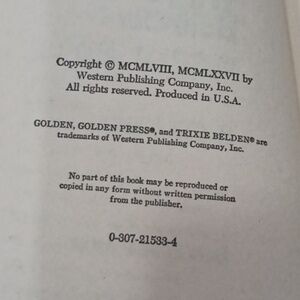 Copyright © MCMLVIII, MCMLXXVII by
Western Publishing Company, Inc.
All rights reserved. Produced in U.S.A.
GOLDEN, GOLDEN PRESS®, and TRIXIE BELDEN® are
trademarks of Western Publishing Company, Inc.
No part of this book may be reproduced or
copied in any form without written permission
from the publisher.
0-307-21533-4